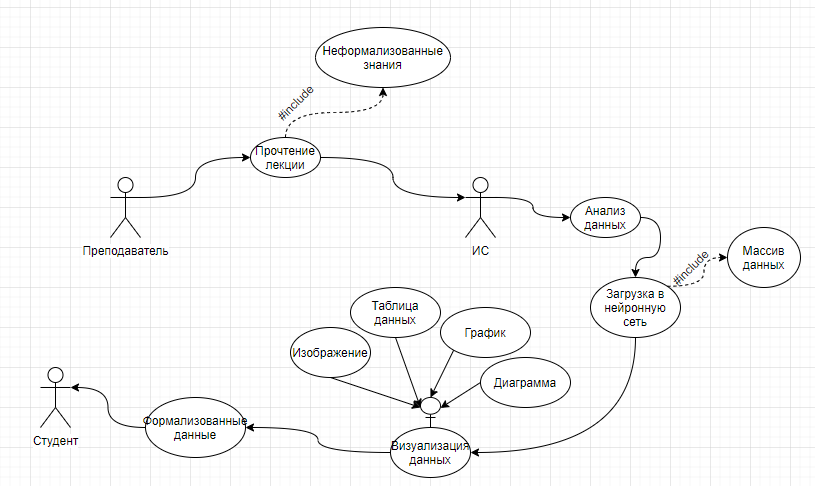 Неформализованные
знания
#include
Прочтение
лекции
Преподаватель
ИС
Анализ
данных
#include
Массив
данных
Загрузка в
нейронную
сеть
Таблица
данных
График
Изображение
Диаграмма
Студент
Формализованные
данные
Визуализация
данных